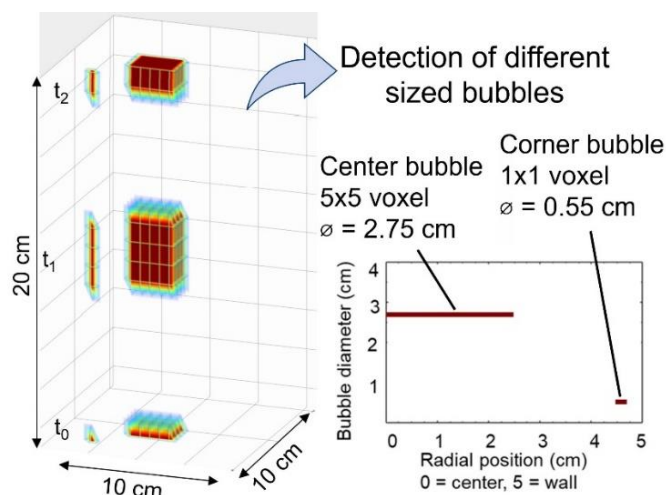 Detection of different
sized bubbles
t₂
t₁
t₀
20 cm
10 cm
10 cm
Center bubble
5x5 voxel
⌀ = 2.75 cm
Corner bubble
1x1 voxel
⌀ = 0.55 cm
Bubble diameter (cm)
4
3
2
1
0 1 2 3 4 5
Radial position (cm)
0 = center, 5 = wall